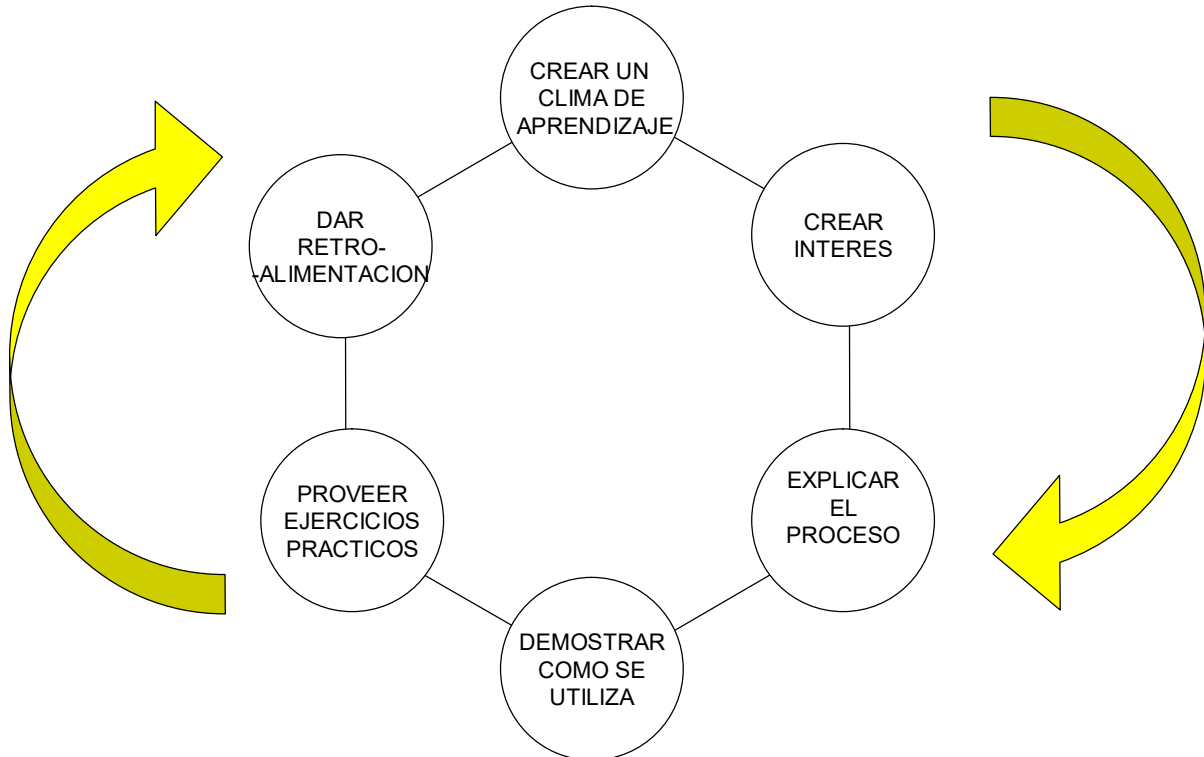 CREAR UN
CLIMA DE
APRENDIZAJE
CREAR
INTERES
EXPLICAR
EL
PROCESO
DEMOSTRAR
COMO SE
UTILIZA
PROVEER
EJERCICIOS
PRACTICOS
DAR
RETRO-
-ALIMENTACION